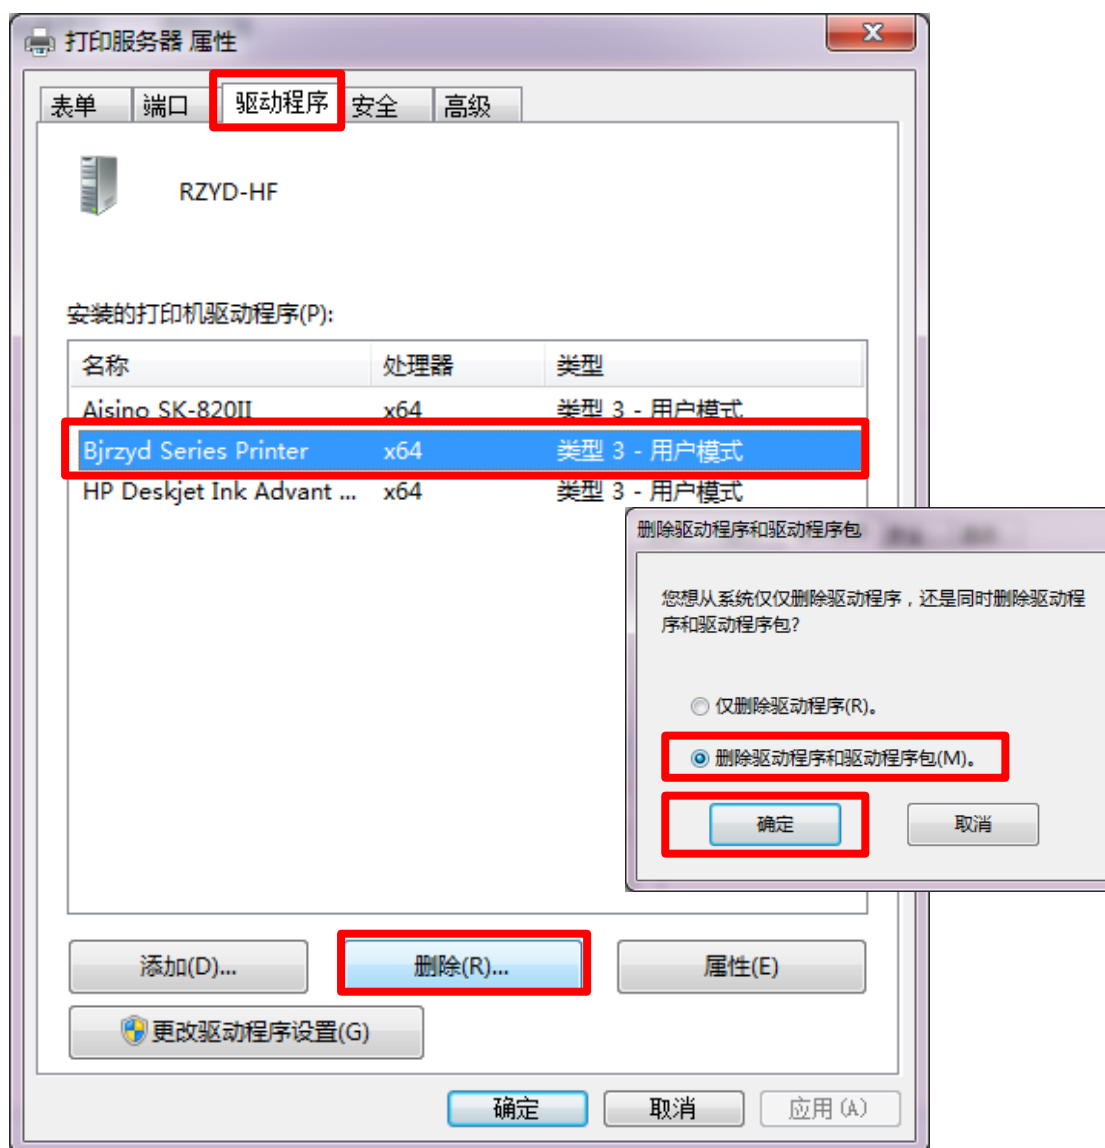 打印服务器 属性
表单 端口 驱动程序 安全 高级
RZYD-HF
安装的打印机驱动程序(P):
名称 处理器 类型
Aisino SK-820II x64 类型 3 - 用户模式
Bjrzyd Series Printer x64 类型 3 - 用户模式
HP Deskjet Ink Advant ... x64 类型 3 - 用户模式
删除驱动程序和驱动程序包
您想从系统仅仅删除驱动程序，还是同时删除驱动程
序和驱动程序包?
仅删除驱动程序(R)。
删除驱动程序和驱动程序包(M)。
确定 取消
添加(D)... 删除(R)... 属性(E)
更改驱动程序设置(G)
确定 取消 应用(A)